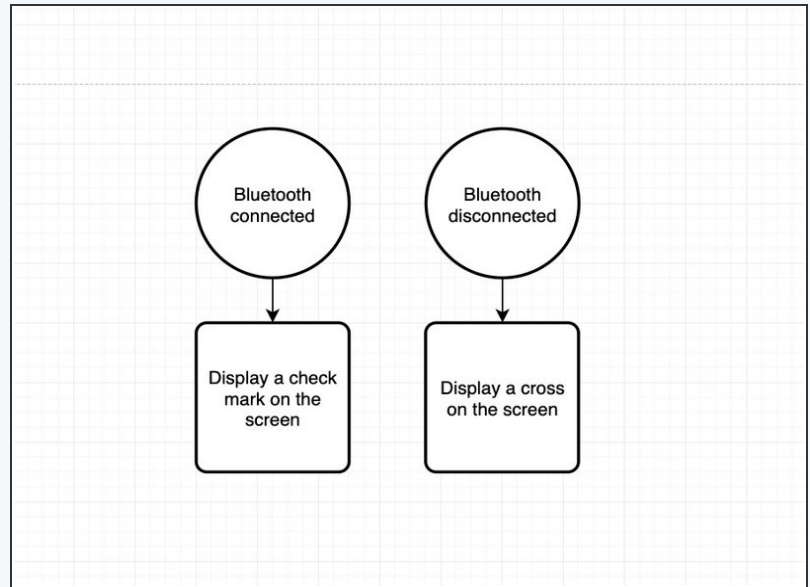 Bluetooth
connected
Bluetooth
disconnected
Display a check
mark on the
screen
Display a cross
on the screen